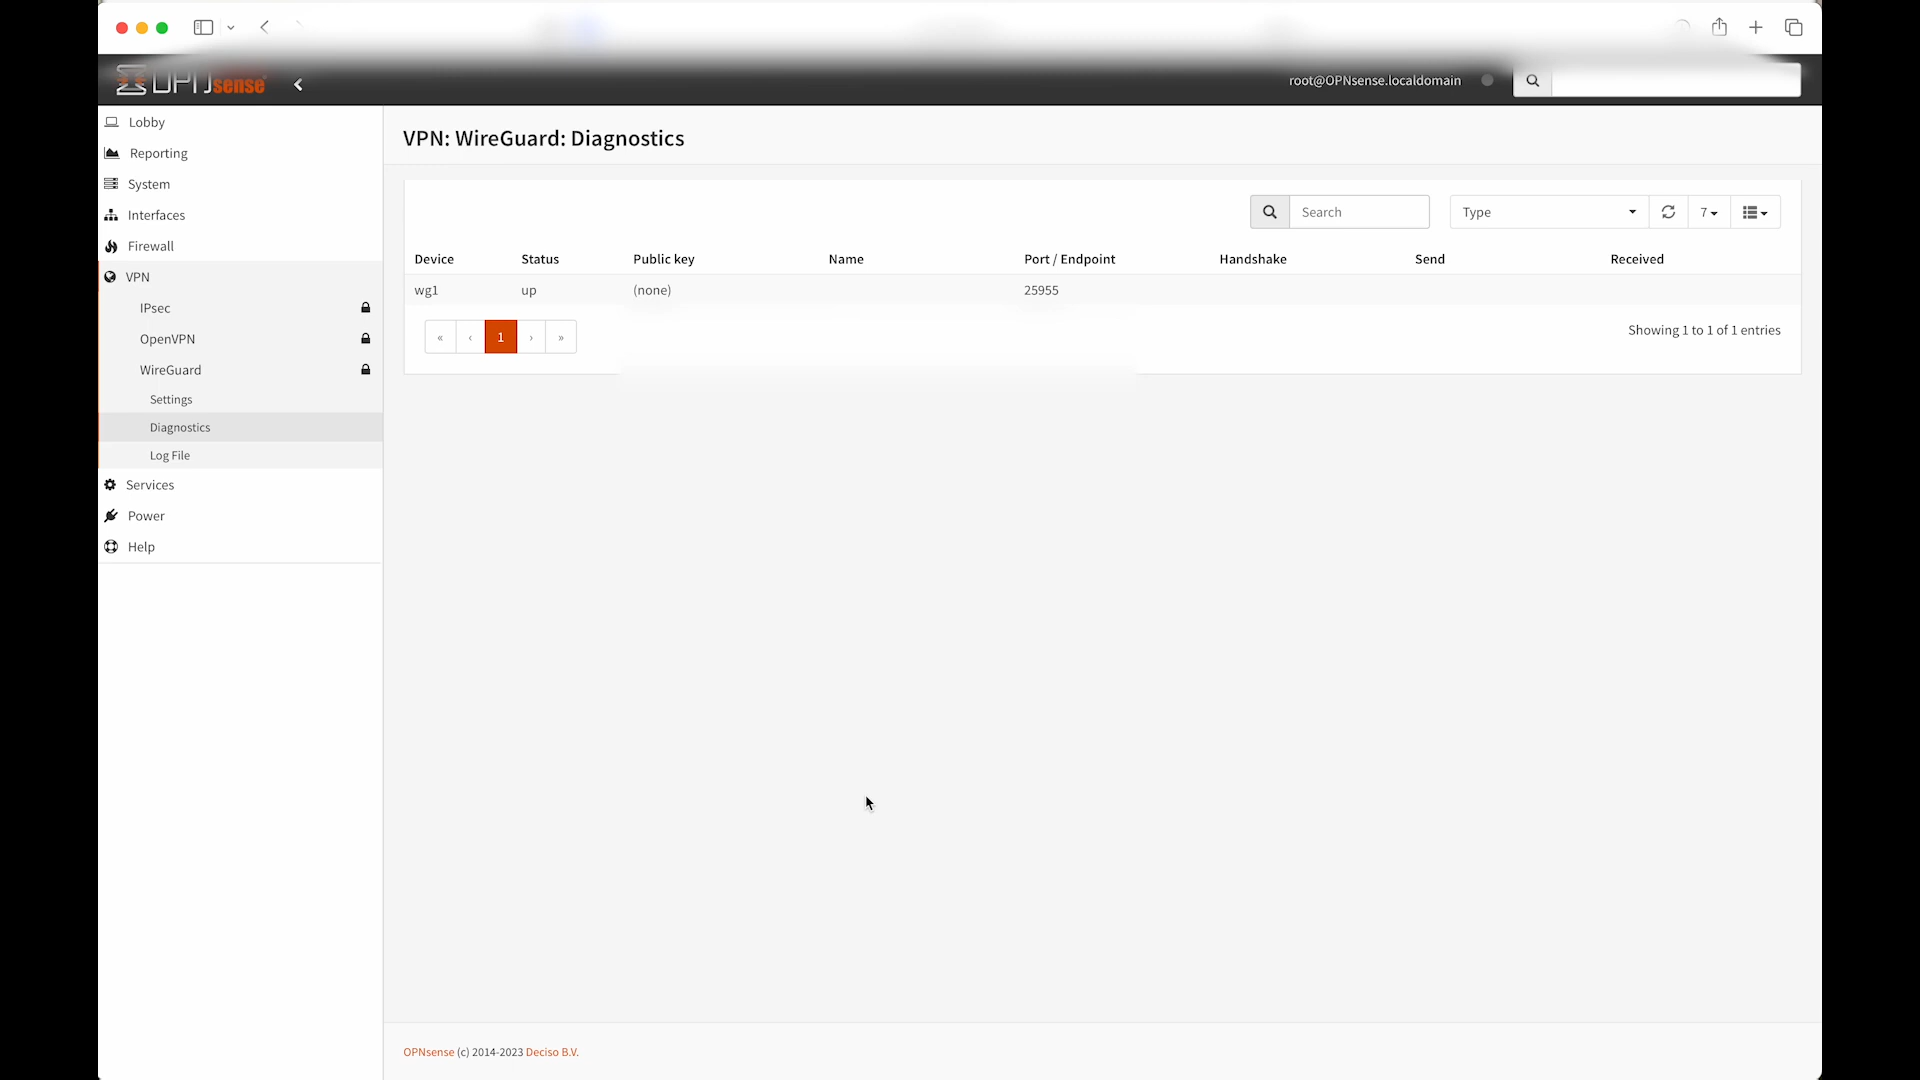 OPNsense
root@OPNsense.localdomain
Lobby
Reporting
System
Interfaces
Firewall
VPN
IPsec
OpenVPN
WireGuard
Settings
Diagnostics
Log File
Services
Power
Help
VPN: WireGuard: Diagnostics
Search Type 7
Device Status Public key Name Port / Endpoint Handshake Send Received
wg1 up (none) 25955
« ‹ 1 › »
Showing 1 to 1 of 1 entries
OPNsense (c) 2014-2023 Deciso B.V.